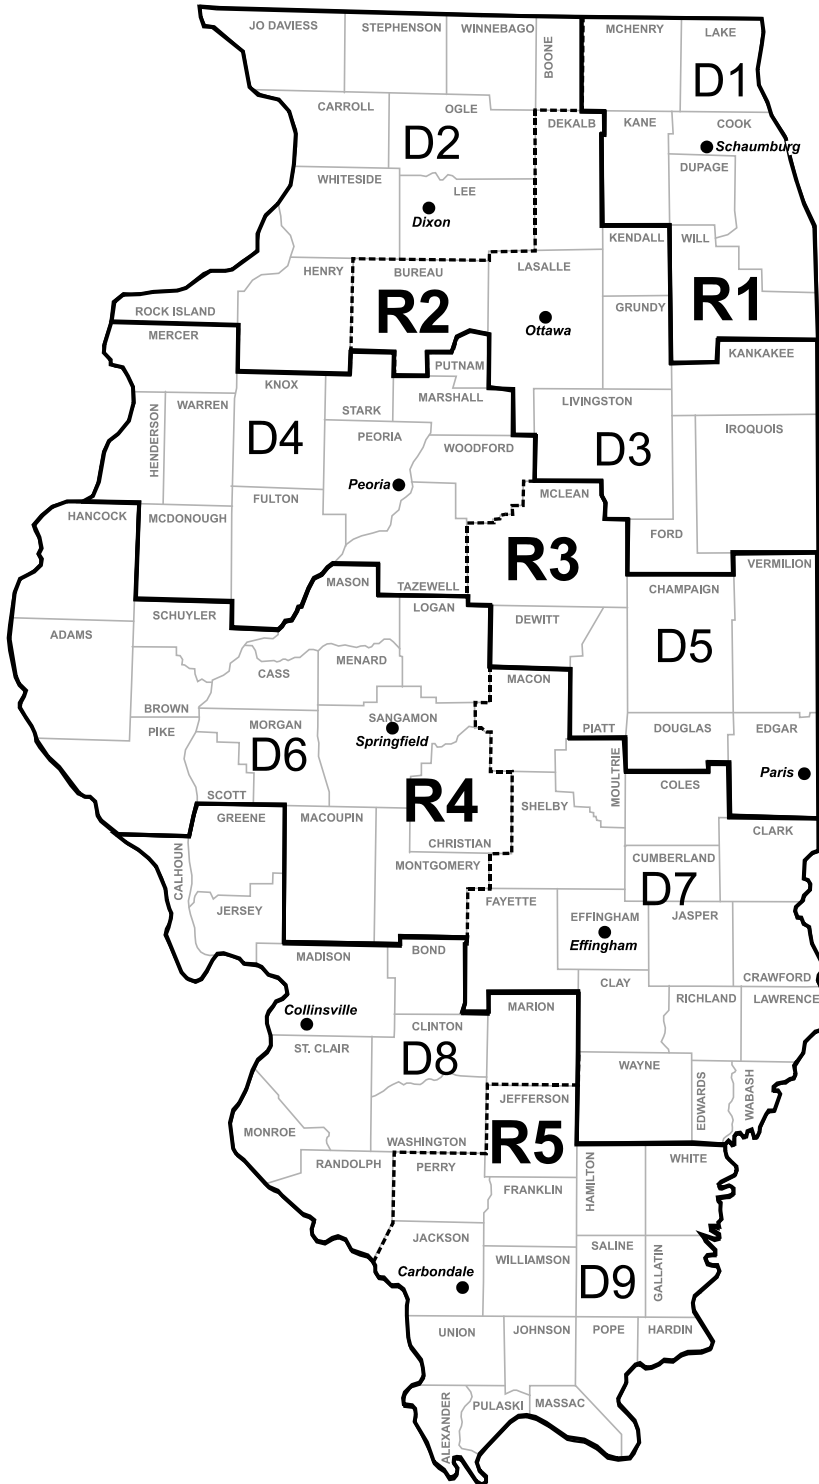 JO DAVIESS
STEPHENSON
WINNEBAGO
BOONE
MCHENRY
LAKE
D1
CARROLL
OGLE
DEKALB
KANE
COOK
Schaumburg
D2
DUPAGE
WHITESIDE
LEE
Dixon
KENDALL
WILL
HENRY
BUREAU
LASALLE
R2
R1
ROCK ISLAND
GRUNDY
Ottawa
MERCER
PUTNAM
KANKAKEE
KNOX
STARK
MARSHALL
LIVINGSTON
HENDERSON
WARREN
D4
PEORIA
WOODFORD
D3
IROQUOIS
Peoria
FULTON
MCLEAN
HANCOCK
MCDONOUGH
FORD
R3
VERMILION
MASON
TAZEWELL
CHAMPAIGN
SCHUYLER
LOGAN
DEWITT
ADAMS
CASS
MENARD
D5
BROWN
MACON
PIKE
MORGAN
SANGAMON
PIATT
DOUGLAS
EDGAR
D6
Springfield
Paris
SCOTT
R4
SHELBY
MOULTRIE
COLES
GREENE
MACOUPIN
CHRISTIAN
CLARK
CALHOUN
MONTGOMERY
CUMBERLAND
D7
JERSEY
FAYETTE
EFFINGHAM
JASPER
Effingham
MADISON
BOND
CLAY
CRAWFORD
Collinsville
MARION
RICHLAND
LAWRENCE
CLINTON
ST. CLAIR
D8
WAYNE
EDWARDS
WABASH
JEFFERSON
MONROE
R5
WASHINGTON
RANDOLPH
PERRY
HAMILTON
WHITE
FRANKLIN
JACKSON
SALINE
GALLATIN
Carbondale
WILLIAMSON
D9
UNION
JOHNSON
POPE
HARDIN
ALEXANDER
PULASKI
MASSAC